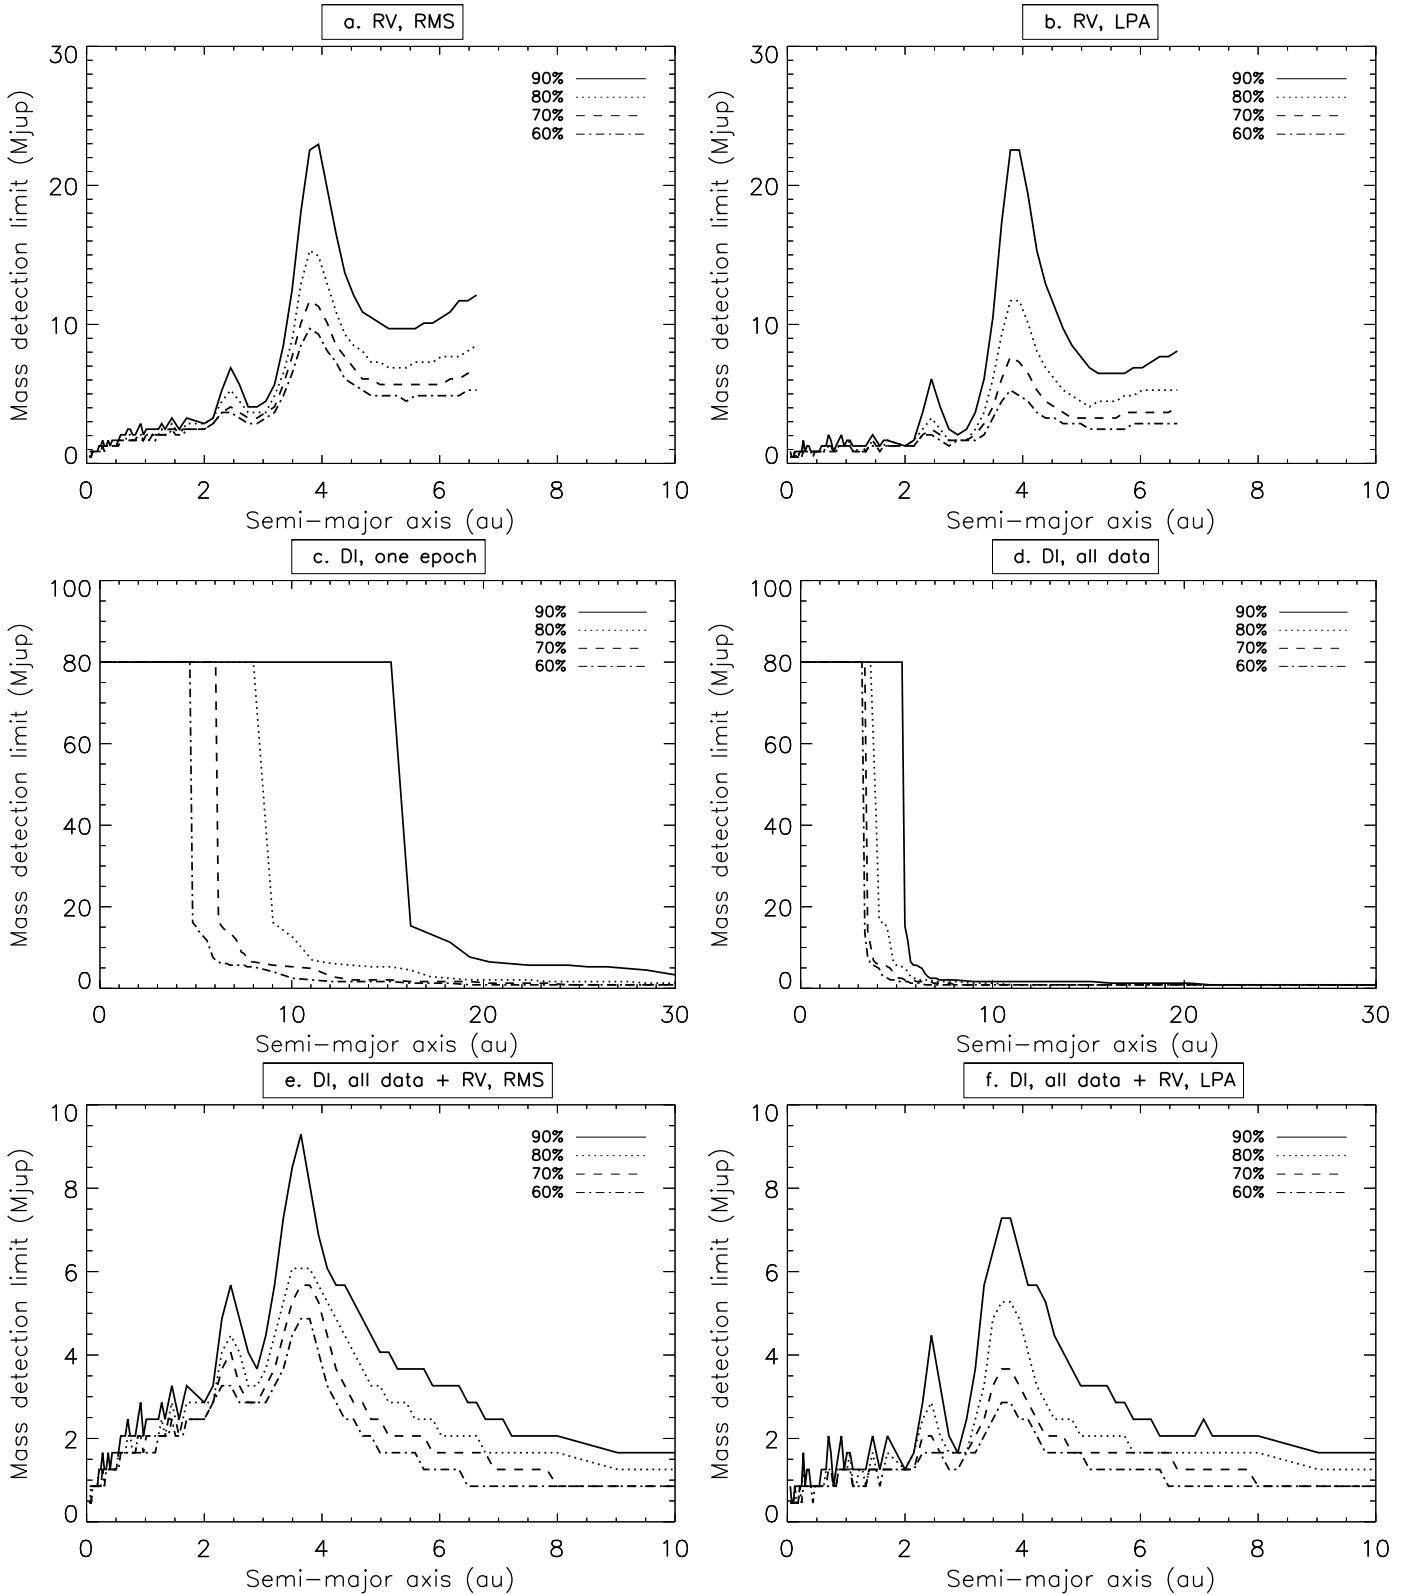 a. RV, RMS
30
20
10
0
90%
80%
70%
60%
0 2 4 6 8 10
Semi-major axis (au)
Mass detection limit (Mjup)
b. RV, LPA
30
20
10
0
90%
80%
70%
60%
0 2 4 6 8 10
Semi-major axis (au)
Mass detection limit (Mjup)
c. DI, one epoch
100
80
60
40
20
0
90%
80%
70%
60%
0 10 20 30
Semi-major axis (au)
Mass detection limit (Mjup)
d. DI, all data
100
80
60
40
20
0
90%
80%
70%
60%
0 10 20 30
Semi-major axis (au)
Mass detection limit (Mjup)
e. DI, all data + RV, RMS
10
8
6
4
2
0
90%
80%
70%
60%
0 2 4 6 8 10
Semi-major axis (au)
Mass detection limit (Mjup)
f. DI, all data + RV, LPA
10
8
6
4
2
0
90%
80%
70%
60%
0 2 4 6 8 10
Semi-major axis (au)
Mass detection limit (Mjup)